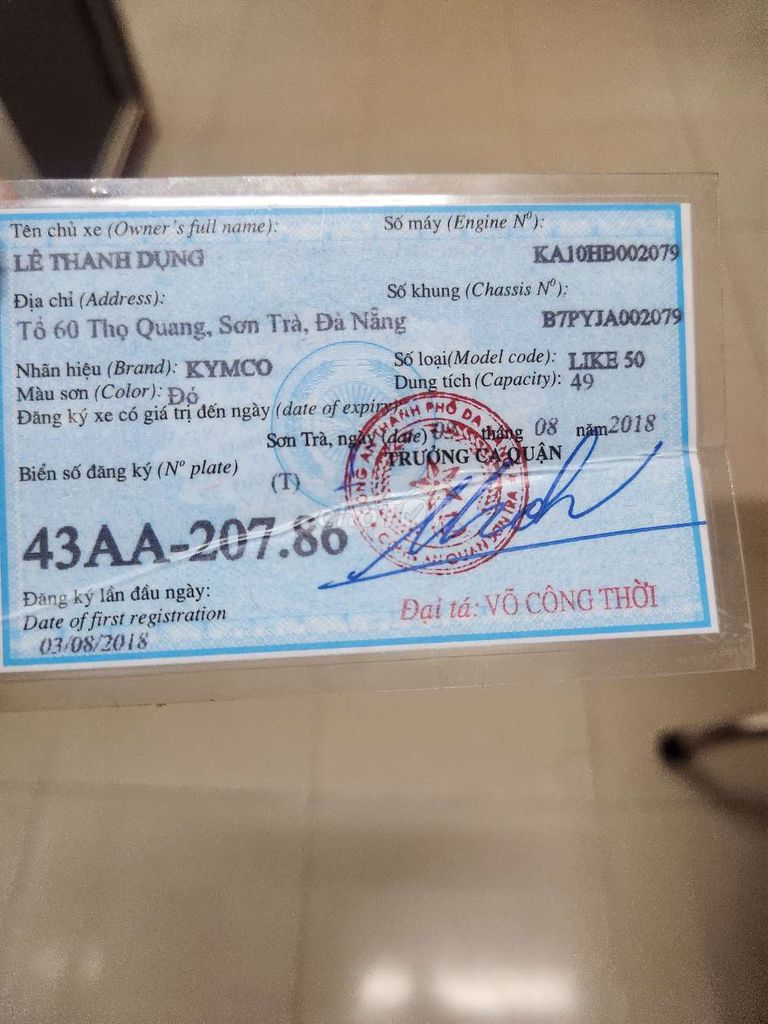 Tên chủ xe (Owner's full name):
LÊ THANH DỤNG
Số máy (Engine Nº):
KA10HB002079
Địa chỉ (Address):
Tổ 60 Thọ Quang, Sơn Trà, Đà Nẵng
Số khung (Chassis Nº):
B7PYJA002079
Nhãn hiệu (Brand): KYMCO
Số loại(Model code): LIKE 50
Màu sơn (Color): Đỏ
Dung tích (Capacity): 49
Đăng ký xe có giá trị đến ngày (date of expiry)
Sơn Trà, ngày (date) tháng 08 năm 2018
TRƯỞNG CA QUẬN
Biển số đăng ký (Nº plate) (T)
43AA-207.86
Đăng ký lần đầu ngày:
Date of first registration
03/08/2018
Đại tá: VÕ CÔNG THỜI